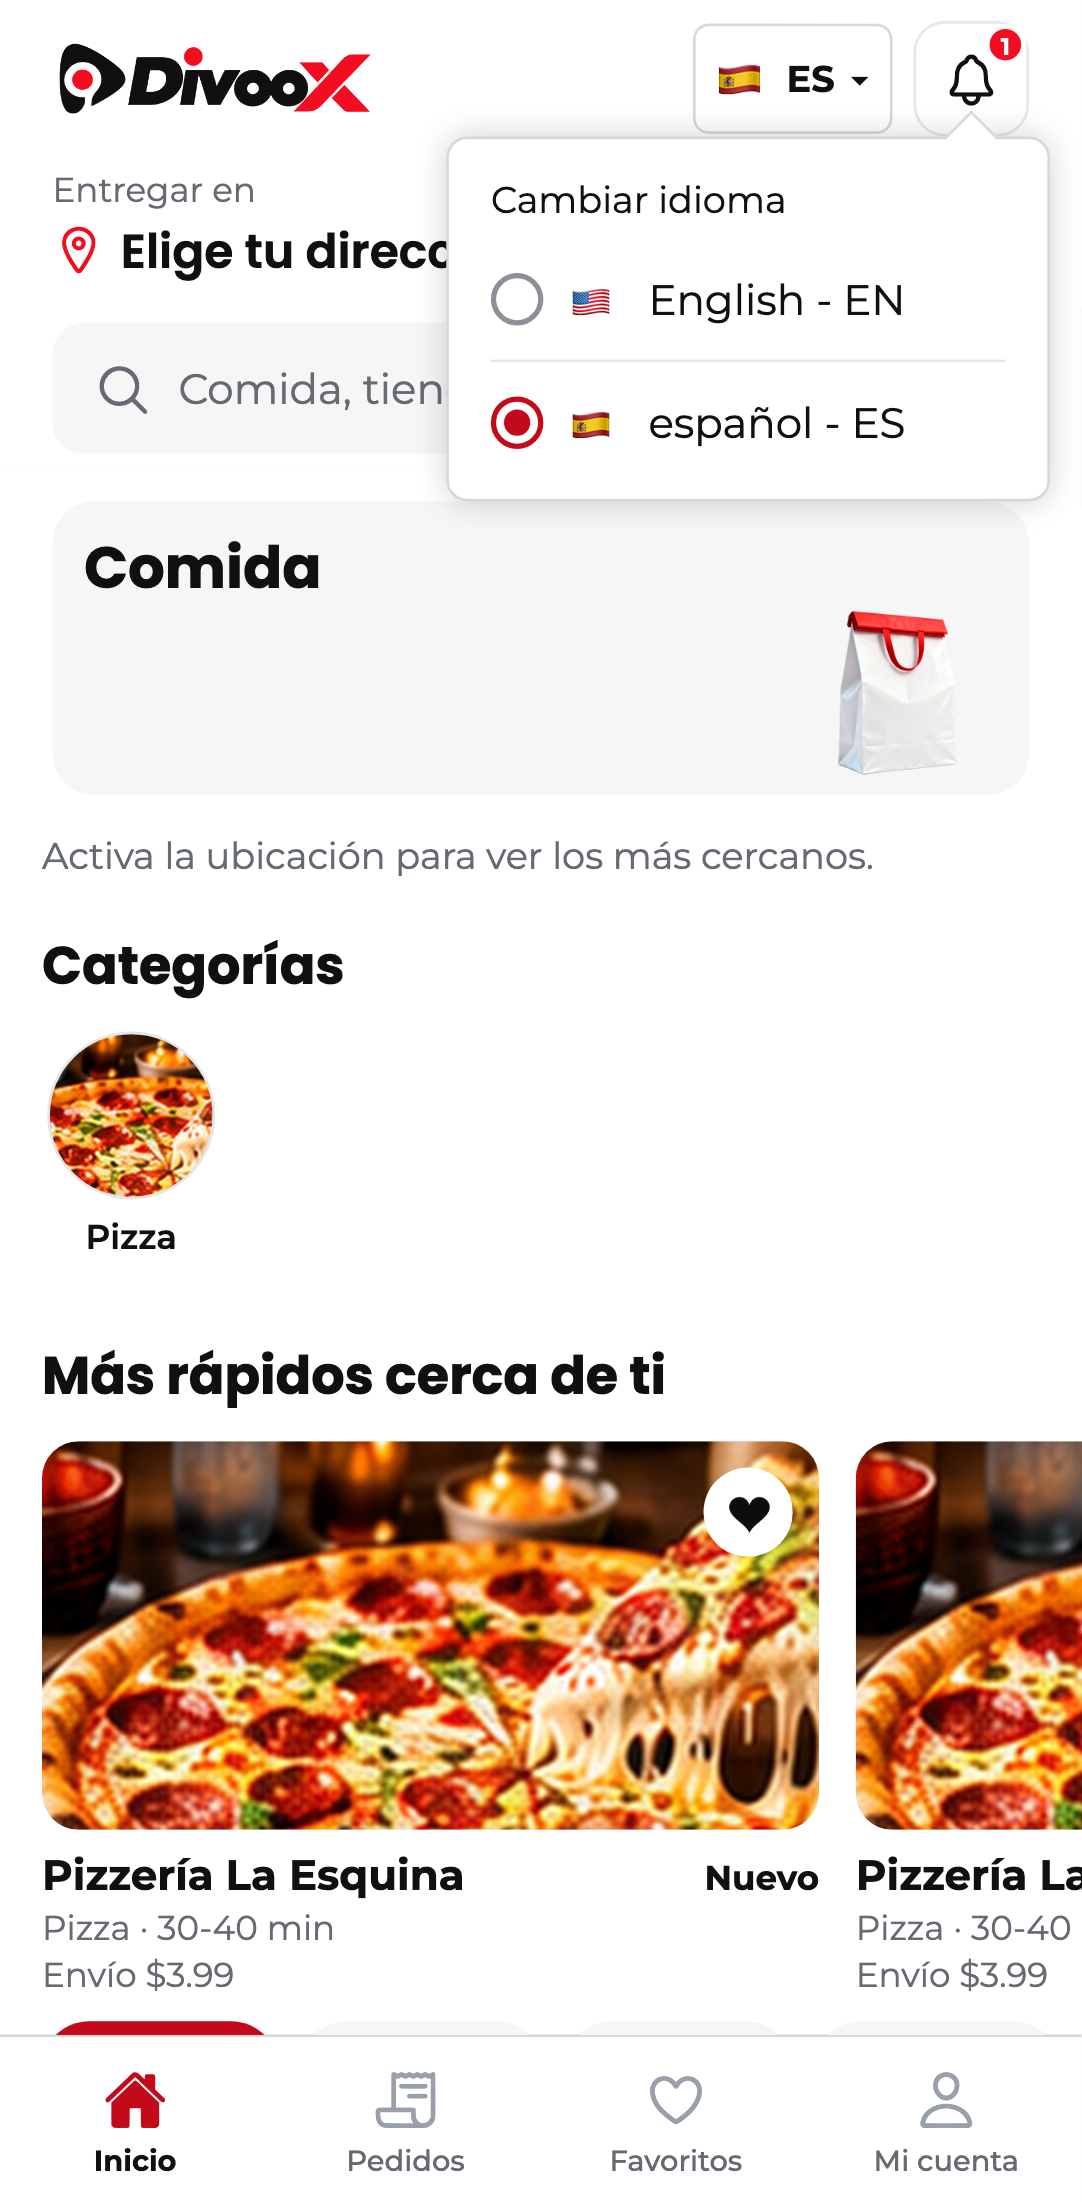 DivooX
ES
1
Entregar en
Elige tu direcc
Cambiar idioma
English - EN
español - ES
Comida, tien
Comida
Activa la ubicación para ver los más cercanos.
Categorías
Pizza
Más rápidos cerca de ti
Pizzería La Esquina
Nuevo
Pizza · 30-40 min
Envío $3.99
Pizzería La
Pizza · 30-40
Envío $3.99
Inicio
Pedidos
Favoritos
Mi cuenta